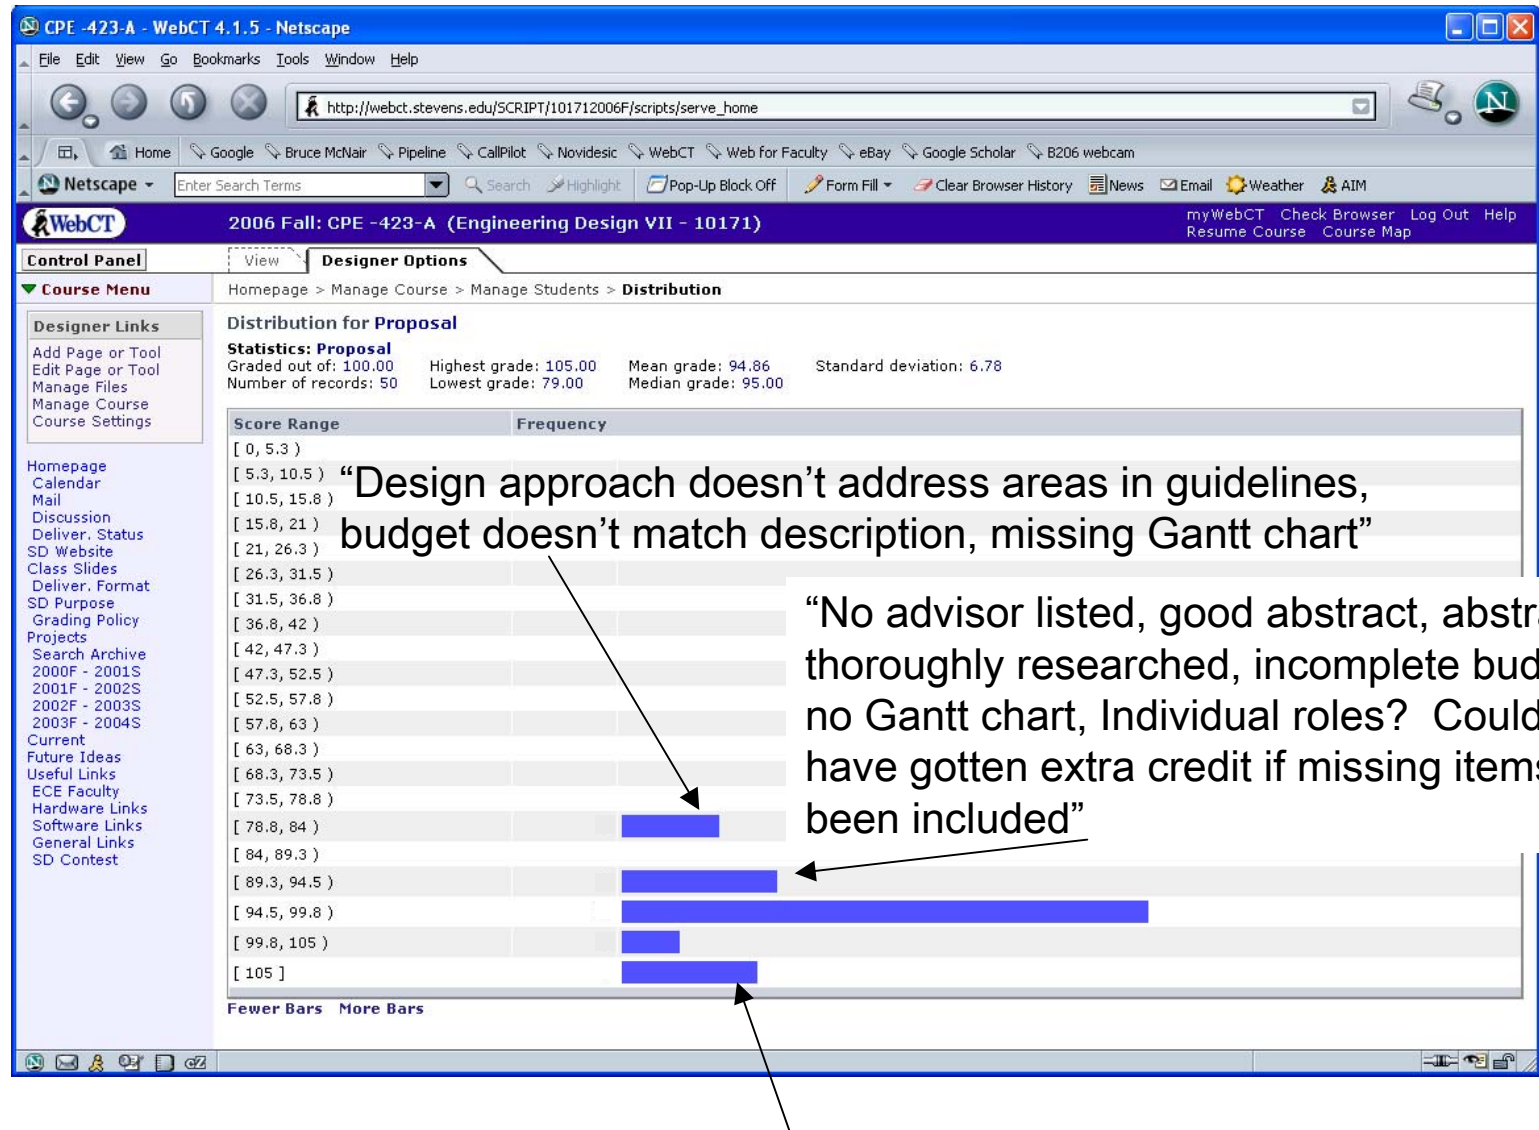 CPE -423-A - WebCT 4.1.5 - Netscape
File Edit View Go Bookmarks Tools Window Help
http://webct.stevens.edu/SCRIPT/101712006F/scripts/serve_home
N
Home Google Bruce McNair Pipeline CallPilot Novidesic WebCT Web for Faculty eBay Google Scholar B206 webcam
Netscape Enter Search Terms Search Highlight Pop-Up Block Off Form Fill Clear Browser History News Email Weather AIM
WebCT 2006 Fall: CPE -423-A (Engineering Design VII - 10171) myWebCT Check Browser Log Out Help
Resume Course Course Map
Control Panel View Designer Options
Course Menu Homepage > Manage Course > Manage Students > Distribution
Designer Links
Add Page or Tool
Edit Page or Tool
Manage Files
Manage Course
Course Settings
Homepage
Calendar
Mail
Discussion
Deliver. Status
SD Website
Class Slides
Deliver. Format
SD Purpose
Grading Policy
Projects
Search Archive
2000F - 2001S
2001F - 2002S
2002F - 2003S
2003F - 2004S
Current
Future Ideas
Useful Links
ECE Faculty
Hardware Links
Software Links
General Links
SD Contest
Distribution for Proposal
Statistics: Proposal
Graded out of: 100.00 Highest grade: 105.00 Mean grade: 94.86 Standard deviation: 6.78
Number of records: 50 Lowest grade: 79.00 Median grade: 95.00
Score Range Frequency
[ 0, 5.3 )
[ 5.3, 10.5 )
[ 10.5, 15.8 )
[ 15.8, 21 )
[ 21, 26.3 )
[ 26.3, 31.5 )
[ 31.5, 36.8 )
[ 36.8, 42 )
[ 42, 47.3 )
[ 47.3, 52.5 )
[ 52.5, 57.8 )
[ 57.8, 63 )
[ 63, 68.3 )
[ 68.3, 73.5 )
[ 73.5, 78.8 )
[ 78.8, 84 )
[ 84, 89.3 )
[ 89.3, 94.5 )
[ 94.5, 99.8 )
[ 99.8, 105 )
[ 105 ]
“Design approach doesn’t address areas in guidelines,
budget doesn’t match description, missing Gantt chart”
“No advisor listed, good abstract, abstra
thoroughly researched, incomplete bud
no Gantt chart, Individual roles? Could
have gotten extra credit if missing items
been included”
Fewer Bars More Bars